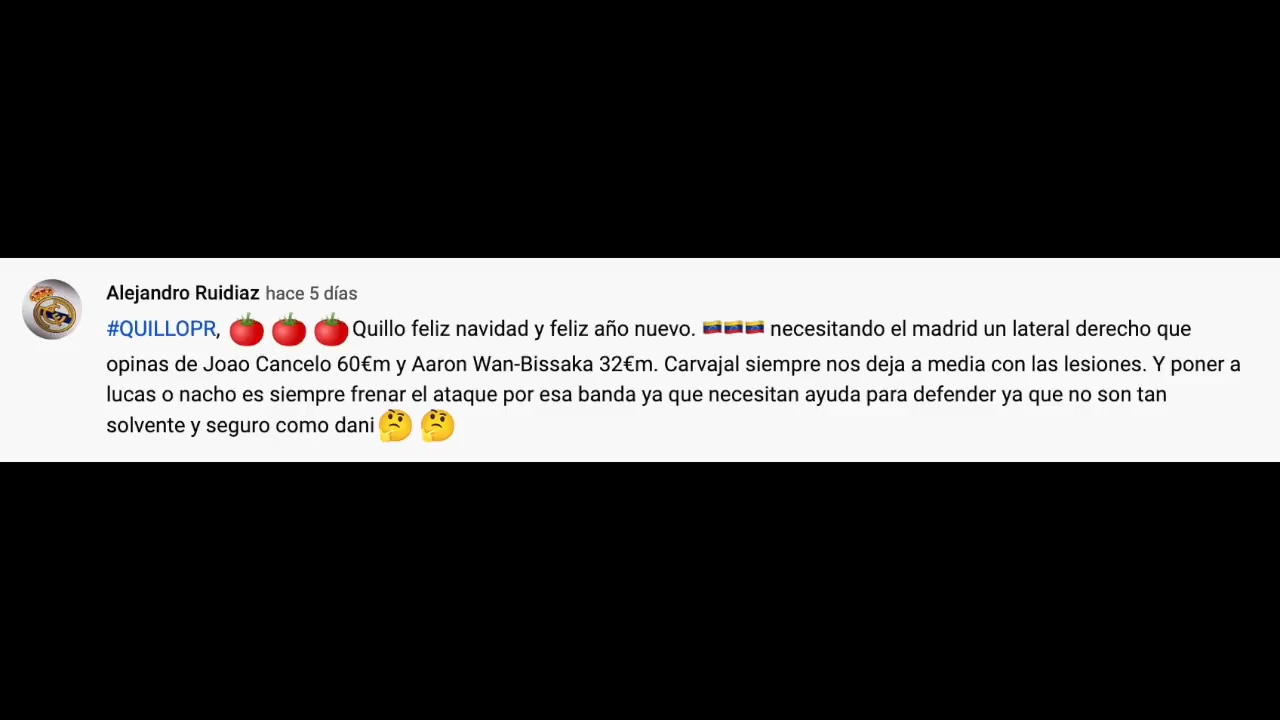 Alejandro Ruidiaz hace 5 días
#QUILLOPR, 🍅 🍅 🍅 Quillo feliz navidad y feliz año nuevo. 🇻🇪🇻🇪🇻🇪 necesitando el madrid un lateral derecho que
opinas de Joao Cancelo 60€m y Aaron Wan-Bissaka 32€m. Carvajal siempre nos deja a media con las lesiones. Y poner a
lucas o nacho es siempre frenar el ataque por esa banda ya que necesitan ayuda para defender ya que no son tan
solvente y seguro como dani🤔 🤔